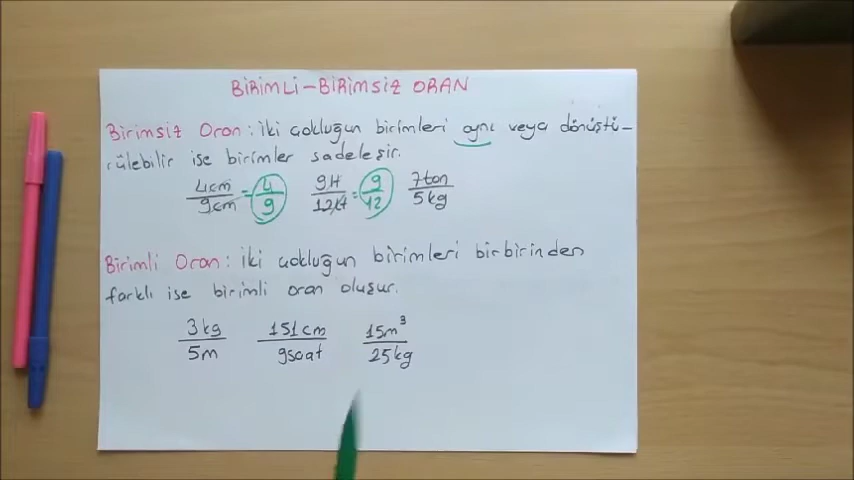 BİRİMLİ-BİRİMSİZ ORAN
Birimsiz Oran: iki çokluğun birimleri aynı veya dönüştü-
rülebilir ise birimler sadeleşir.
4cm/9cm = 4/9 9lt/12lt = 9/12 7ton/5kg
Birimli Oran: iki çokluğun birimleri birbirinden
farklı ise birimli oran oluşur.
3kg/5m 151cm/9saat 15m³/25kg